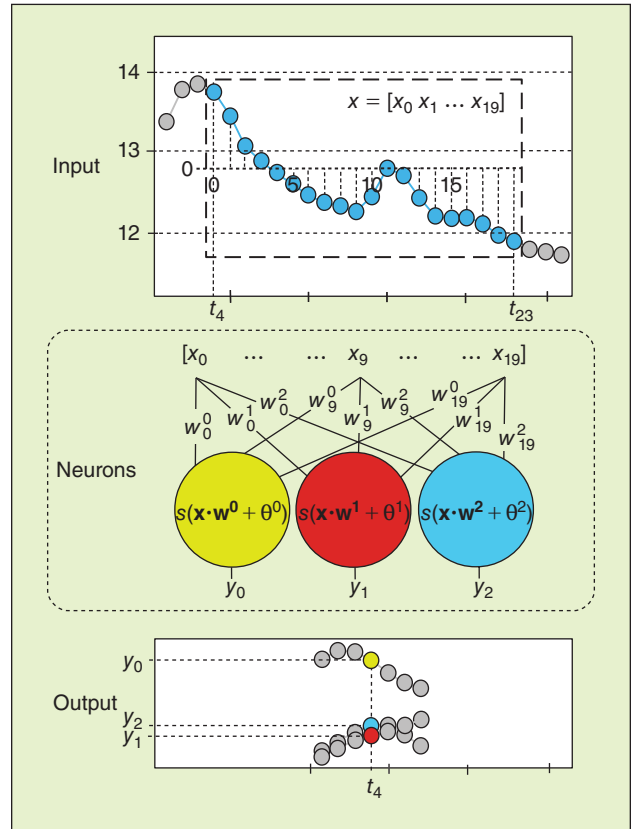 14
x = [x₀ x₁ … x₁₉]
Input
13
0
0 5 10 15
12
t₄ t₂₃
[x₀ … … x₉ … … x₁₉]
w₀⁰ w₀¹ w₀² w₉⁰ w₉¹ w₉² w₁₉⁰ w₁₉¹ w₁₉²
Neurons
s(x·w⁰ + θ⁰) s(x·w¹ + θ¹) s(x·w² + θ²)
y₀ y₁ y₂
y₀
Output
y₂
y₁
t₄